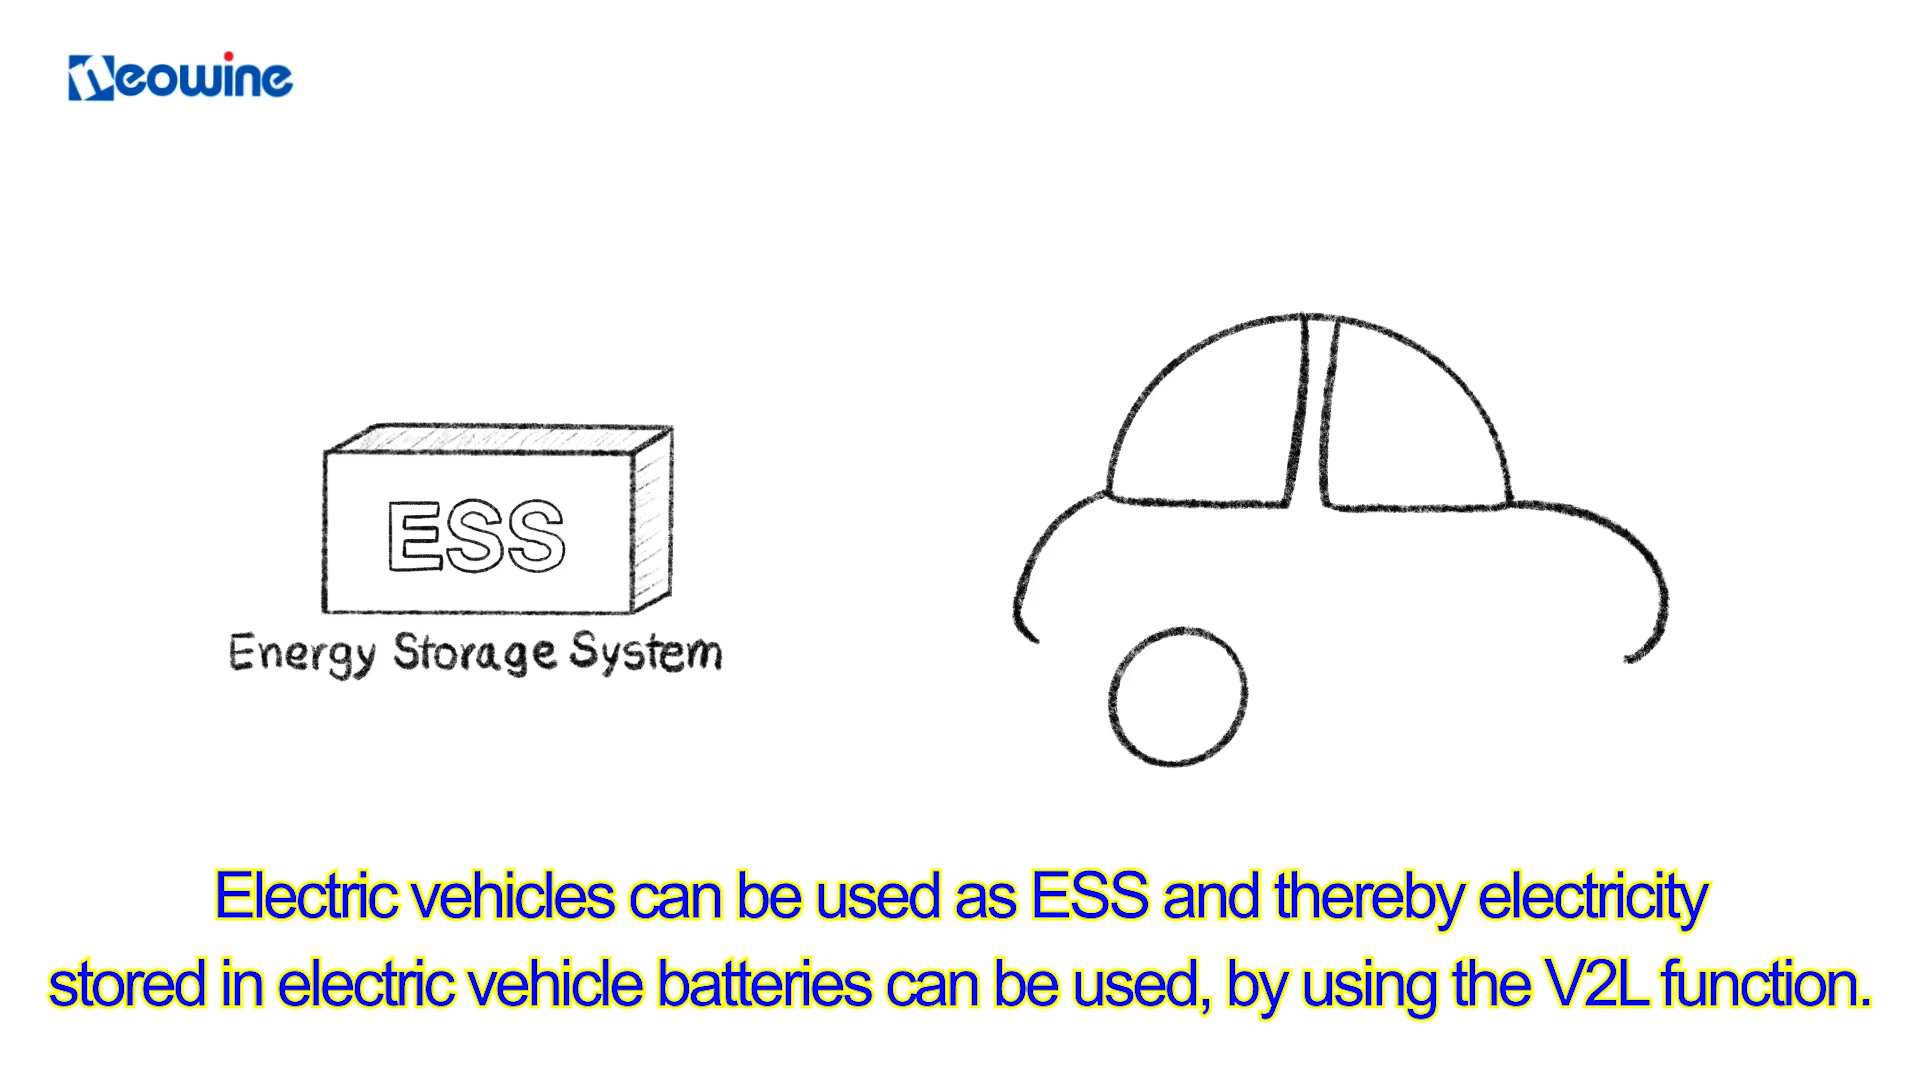 neowine
ESS
Energy Storage System
Electric vehicles can be used as ESS and thereby electricity
stored in electric vehicle batteries can be used, by using the V2L function.